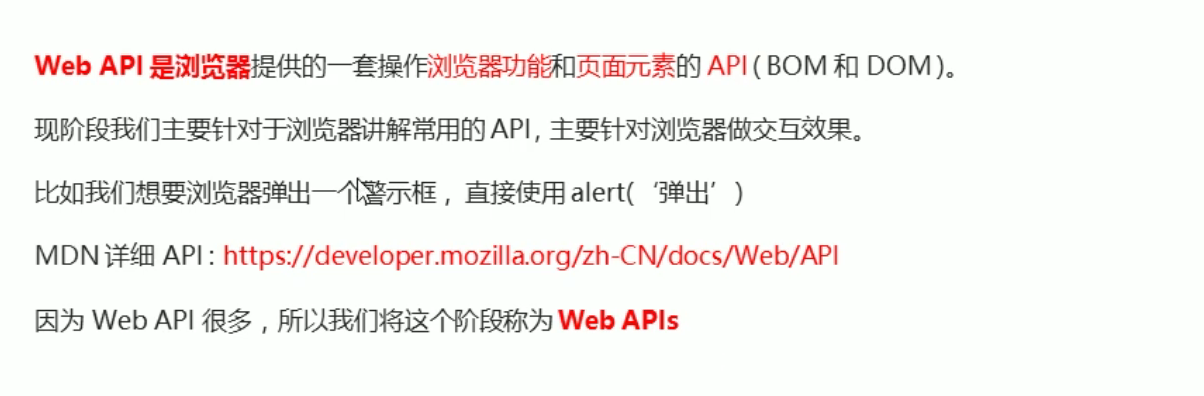 Web API 是浏览器提供的一套操作浏览器功能和页面元素的 API ( BOM 和 DOM )。
现阶段我们主要针对于浏览器讲解常用的 API , 主要针对浏览器做交互效果。
比如我们想要浏览器弹出一个警示框 ，直接使用 alert( ‘弹出’ )
MDN 详细 API : https://developer.mozilla.org/zh-CN/docs/Web/API
因为 Web API 很多 ，所以我们将这个阶段称为 Web APIs